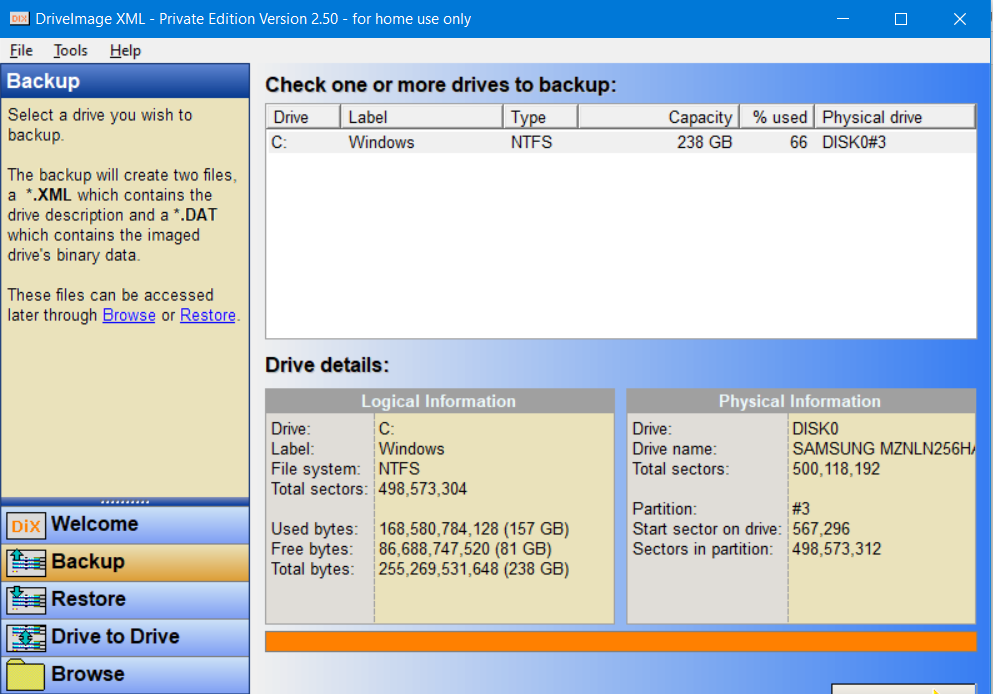 DiX DriveImage XML - Private Edition Version 2.50 - for home use only
File Tools Help
Backup
Select a drive you wish to
backup.
The backup will create two files,
a *.XML which contains the
drive description and a *.DAT
which contains the imaged
drive's binary data.
These files can be accessed
later through Browse or Restore.
DiX Welcome
Backup
Restore
Drive to Drive
Browse
Check one or more drives to backup:
Drive Label Type Capacity % used Physical drive
C: Windows NTFS 238 GB 66 DISK0#3
Drive details:
Logical Information
Drive: C:
Label: Windows
File system: NTFS
Total sectors: 498,573,304
Used bytes: 168,580,784,128 (157 GB)
Free bytes: 86,688,747,520 (81 GB)
Total bytes: 255,269,531,648 (238 GB)
Physical Information
Drive: DISK0
Drive name: SAMSUNG MZNLN256HA
Total sectors: 500,118,192
Partition: #3
Start sector on drive: 567,296
Sectors in partition: 498,573,312